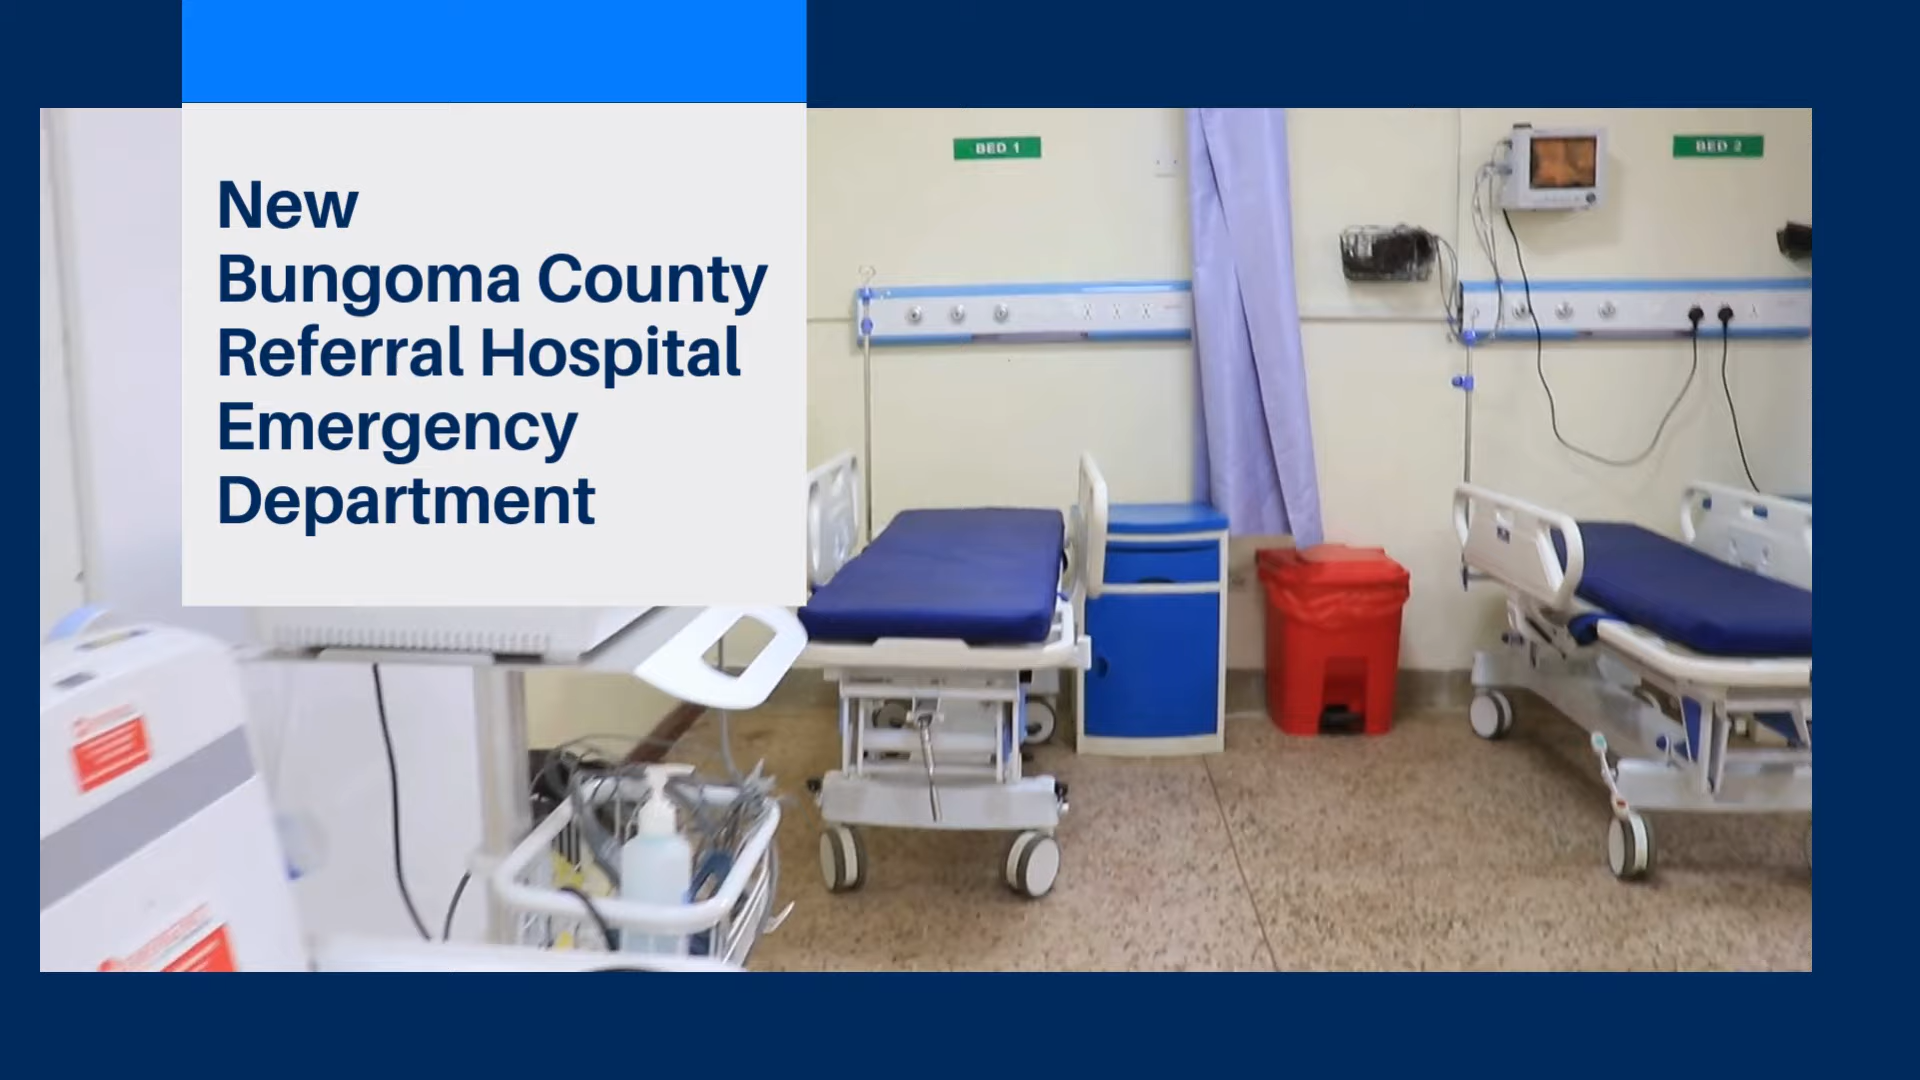 New
Bungoma County
Referral Hospital
Emergency
Department
BED 1
BED 2